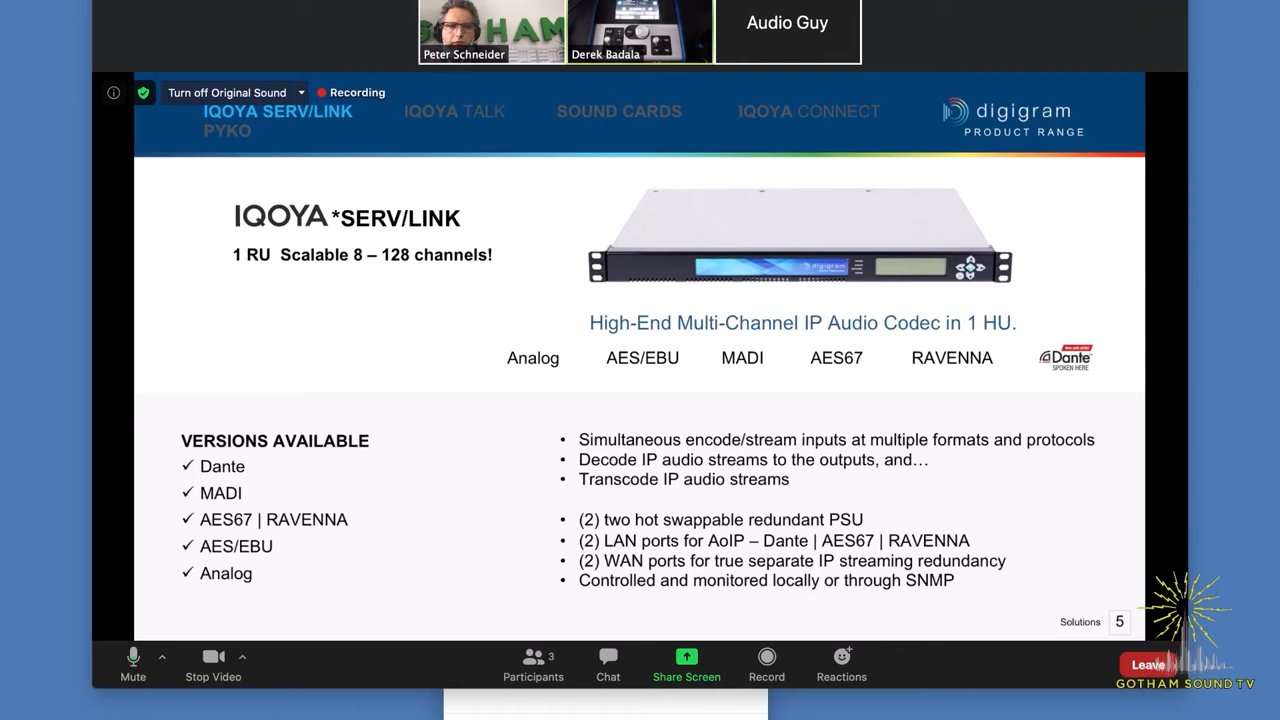 GOTHAM
Peter Schneider
Derek Badala
Audio Guy
Turn off Original Sound
Recording
IQOYA SERV/LINK
IQOYA TALK
SOUND CARDS
IQOYA CONNECT
PYKO
digigram
PRODUCT RANGE
IQOYA *SERV/LINK
1 RU Scalable 8 – 128 channels!
digigram
High-End Multi-Channel IP Audio Codec in 1 HU.
Analog
AES/EBU
MADI
AES67
RAVENNA
Dante
SPOKEN HERE
VERSIONS AVAILABLE
✓ Dante
✓ MADI
✓ AES67 | RAVENNA
✓ AES/EBU
✓ Analog
• Simultaneous encode/stream inputs at multiple formats and protocols
• Decode IP audio streams to the outputs, and…
• Transcode IP audio streams
• (2) two hot swappable redundant PSU
• (2) LAN ports for AoIP – Dante | AES67 | RAVENNA
• (2) WAN ports for true separate IP streaming redundancy
• Controlled and monitored locally or through SNMP
Solutions 5
Mute
Stop Video
3
Participants
Chat
Share Screen
Record
Reactions
Leave
GOTHAM SOUND TV